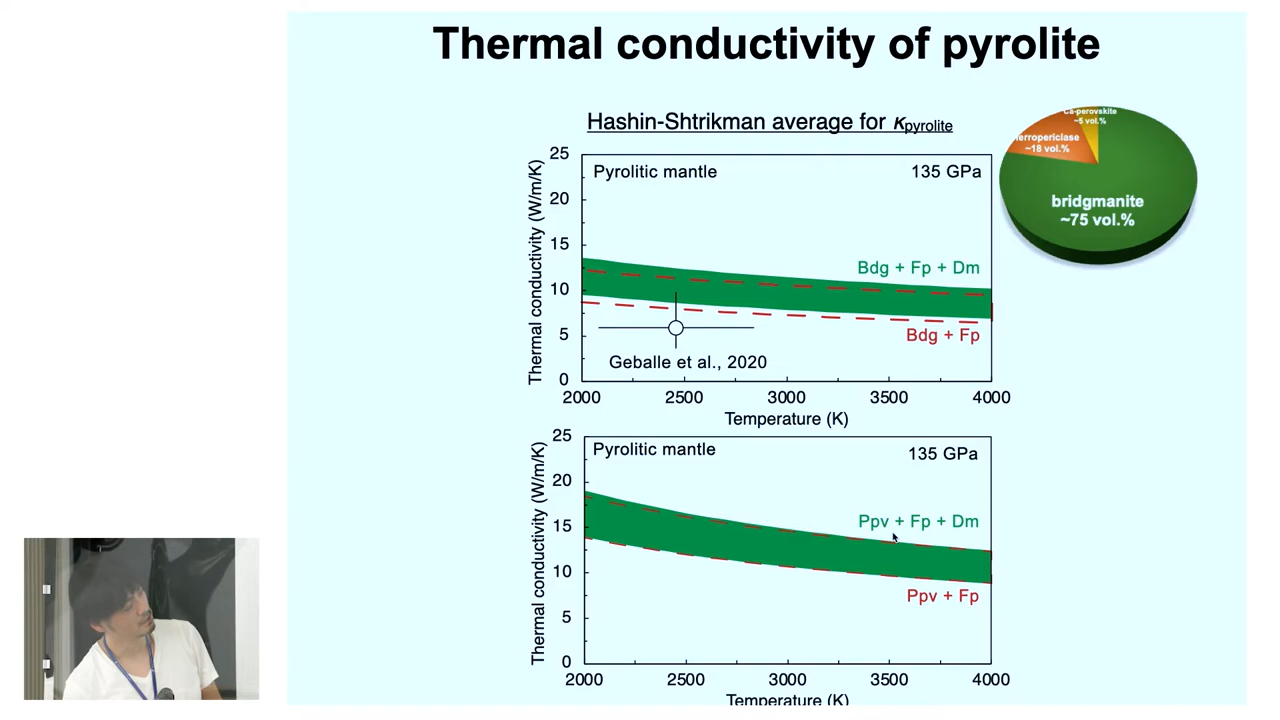 Thermal conductivity of pyrolite
Hashin-Shtrikman average for κpyrolite
Ca-perovskite
~5 vol.%
ferropericlase
~18 vol.%
bridgmanite
~75 vol.%
Thermal conductivity (W/m/K)
25
20
15
10
5
0
Pyrolitic mantle
135 GPa
Bdg + Fp + Dm
Bdg + Fp
Geballe et al., 2020
2000 2500 3000 3500 4000
Temperature (K)
Thermal conductivity (W/m/K)
25
20
15
10
5
0
Pyrolitic mantle
135 GPa
Ppv + Fp + Dm
Ppv + Fp
2000 2500 3000 3500 4000
Temperature (K)